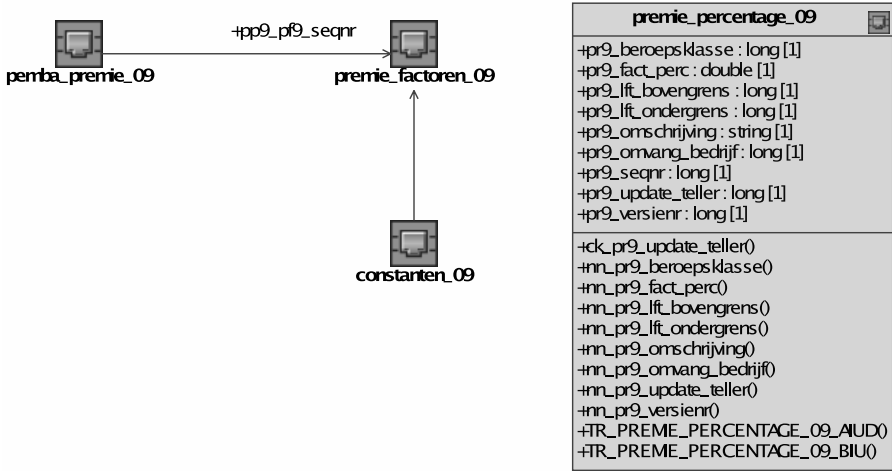 +pp9_pf9_seqnr
pemba_premie_09
premie_factoren_09
constanten_09
premie_percentage_09
+pr9_beroepsklasse : long [1]
+pr9_fact_perc : double [1]
+pr9_lft_bovengrens : long [1]
+pr9_lft_ondergrens : long [1]
+pr9_omschrijving : string [1]
+pr9_omvang_bedrijf : long [1]
+pr9_seqnr : long [1]
+pr9_update_teller : long [1]
+pr9_versienr : long [1]
+ck_pr9_update_teller()
+nn_pr9_beroepsklasse()
+nn_pr9_fact_perc()
+nn_pr9_lft_bovengrens()
+nn_pr9_lft_ondergrens()
+nn_pr9_omschrijving()
+nn_pr9_omvang_bedrijf()
+nn_pr9_update_teller()
+nn_pr9_versienr()
+TR_PREMIE_PERCENTAGE_09_AIUD()
+TR_PREMIE_PERCENTAGE_09_BIU()